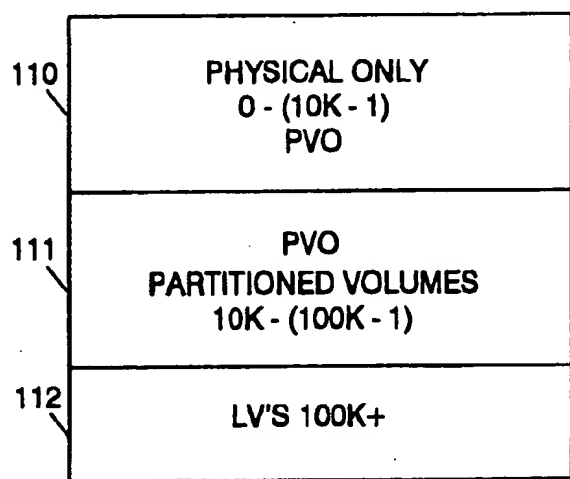 110
PHYSICAL ONLY
0 - (10K - 1)
PVO
111
PVO
PARTITIONED VOLUMES
10K - (100K - 1)
112
LV'S 100K+